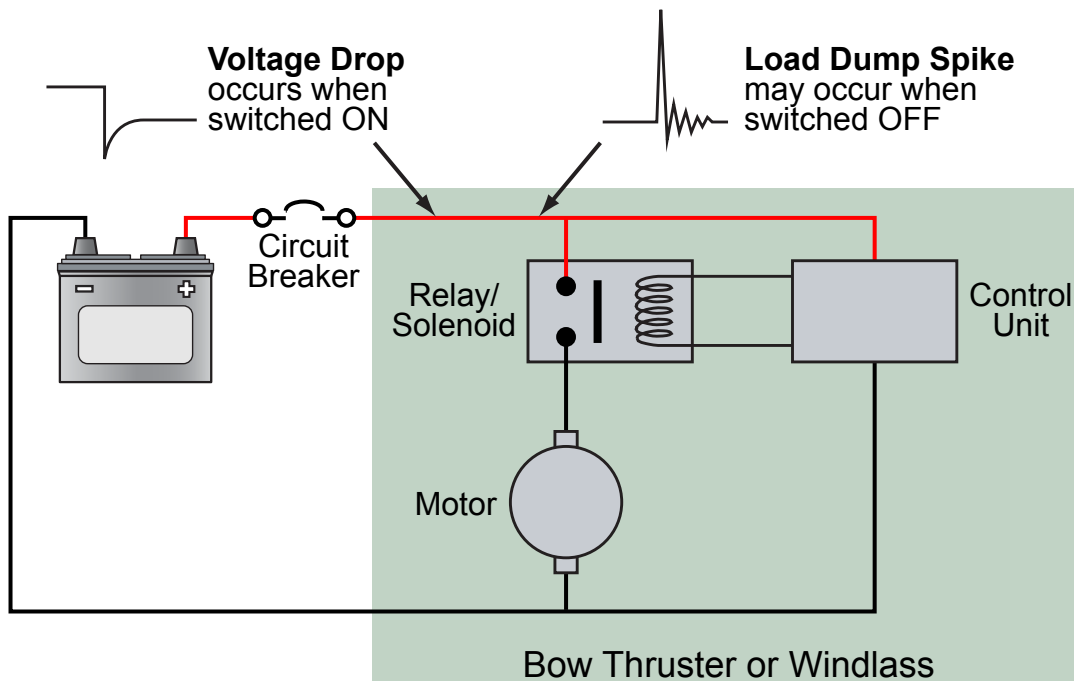 Voltage Drop
occurs when
switched ON
Load Dump Spike
may occur when
switched OFF
Circuit
Breaker
Relay/
Solenoid
Control
Unit
Motor
Bow Thruster or Windlass